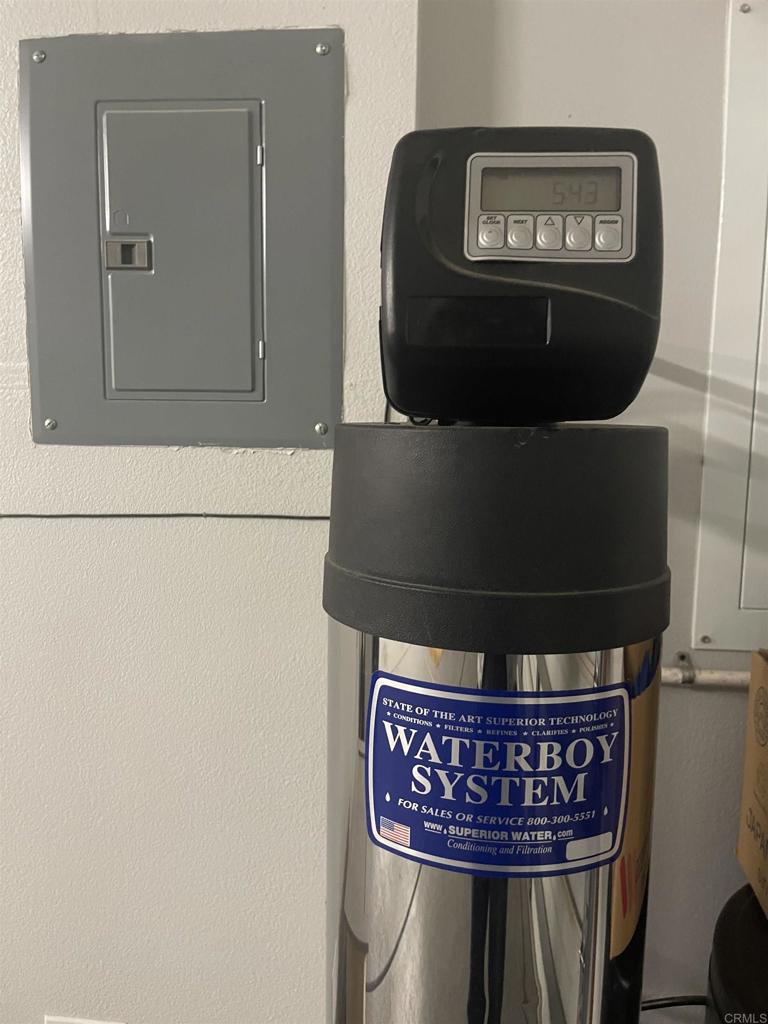 543
SET CLOCK NEXT REGEN
STATE OF THE ART SUPERIOR TECHNOLOGY
★ CONDITIONS ★ FILTERS ★ REFINES ★ CLARIFIES ★ POLISHES ★
WATERBOY
SYSTEM
FOR SALES OR SERVICE 800-300-5551
www.SUPERIOR WATER.com
Conditioning and Filtration
JAPAN
CRMLS